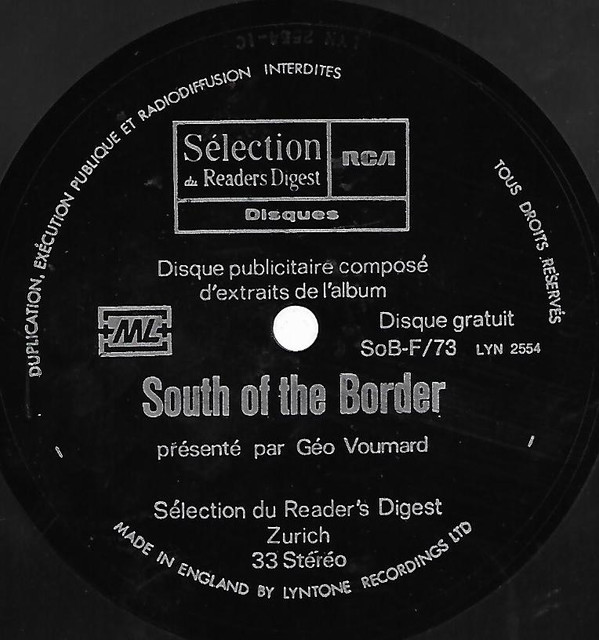 DUPLICATION, EXÉCUTION PUBLIQUE ET RADIODIFFUSION INTERDITES
TOUS DROITS RÉSERVÉS
Sélection
du Readers Digest
RCA
Disques
Disque publicitaire composé
d'extraits de l'album
ML
Disque gratuit
SoB-F/73 LYN 2554
South of the Border
présenté par Géo Voumard
Sélection du Reader's Digest
Zurich
33 Stéréo
MADE IN ENGLAND BY LYNTONE RECORDINGS LTD